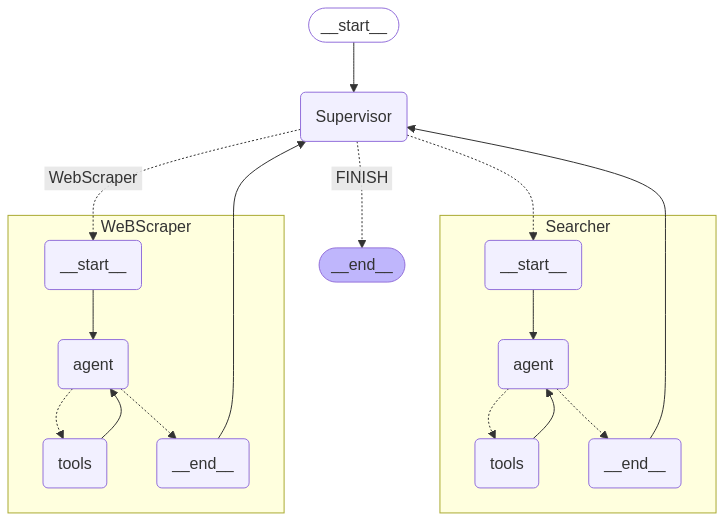 __start__
Supervisor
WebScraper
FINISH
WeBScraper
__start__
agent
tools
__end__
__end__
Searcher
__start__
agent
tools
__end__